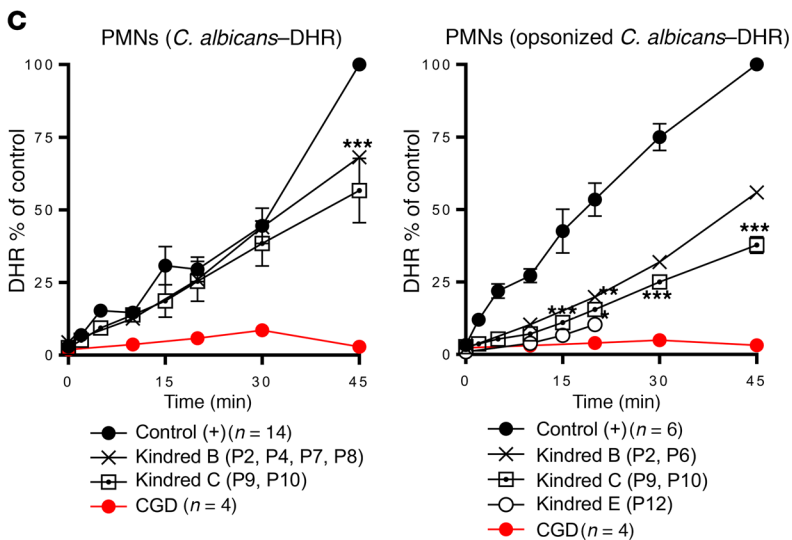 C
PMNs (C. albicans–DHR)
DHR % of control
100
75
50
25
0
***
0 15 30 45
Time (min)
Control (+) (n = 14)
Kindred B (P2, P4, P7, P8)
Kindred C (P9, P10)
CGD (n = 4)
PMNs (opsonized C. albicans–DHR)
DHR % of control
100
75
50
25
0
***
**
*
***
***
0 15 30 45
Time (min)
Control (+) (n = 6)
Kindred B (P2, P6)
Kindred C (P9, P10)
Kindred E (P12)
CGD (n = 4)